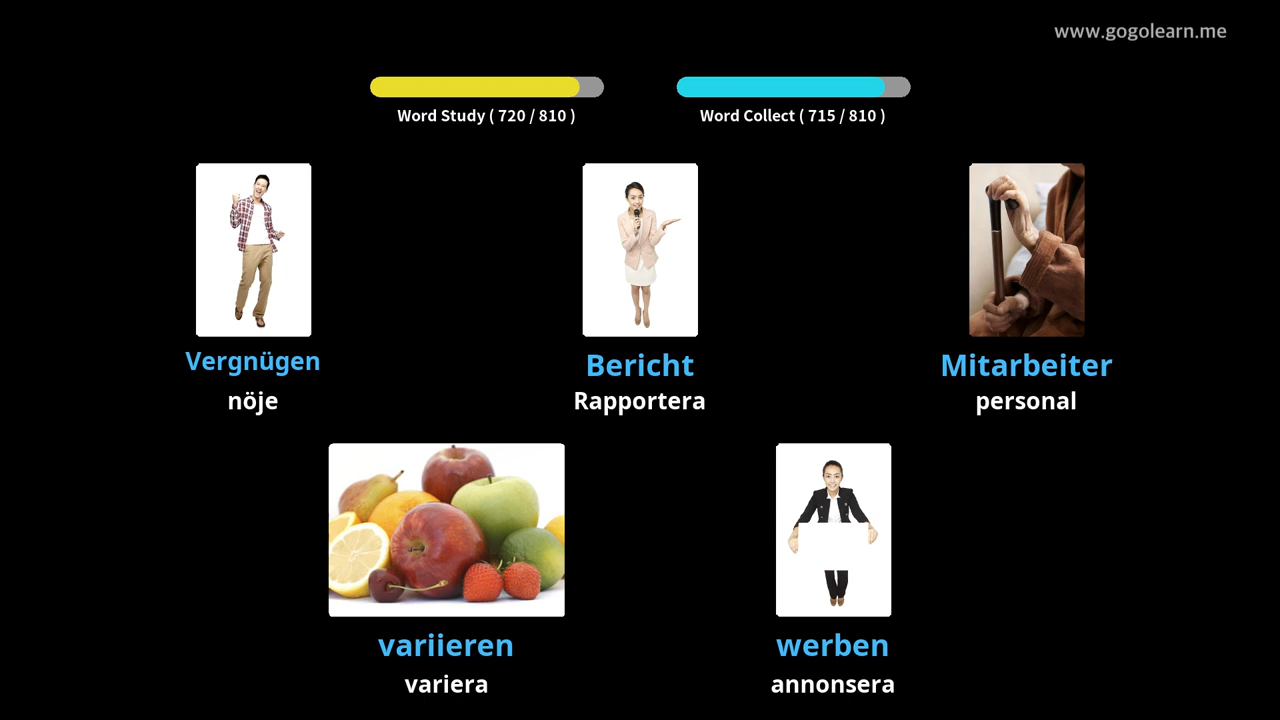 www.gogolearn.me
Word Study ( 720 / 810 )
Word Collect ( 715 / 810 )
Vergnügen
nöje
Bericht
Rapportera
Mitarbeiter
personal
variieren
variera
werben
annonsera